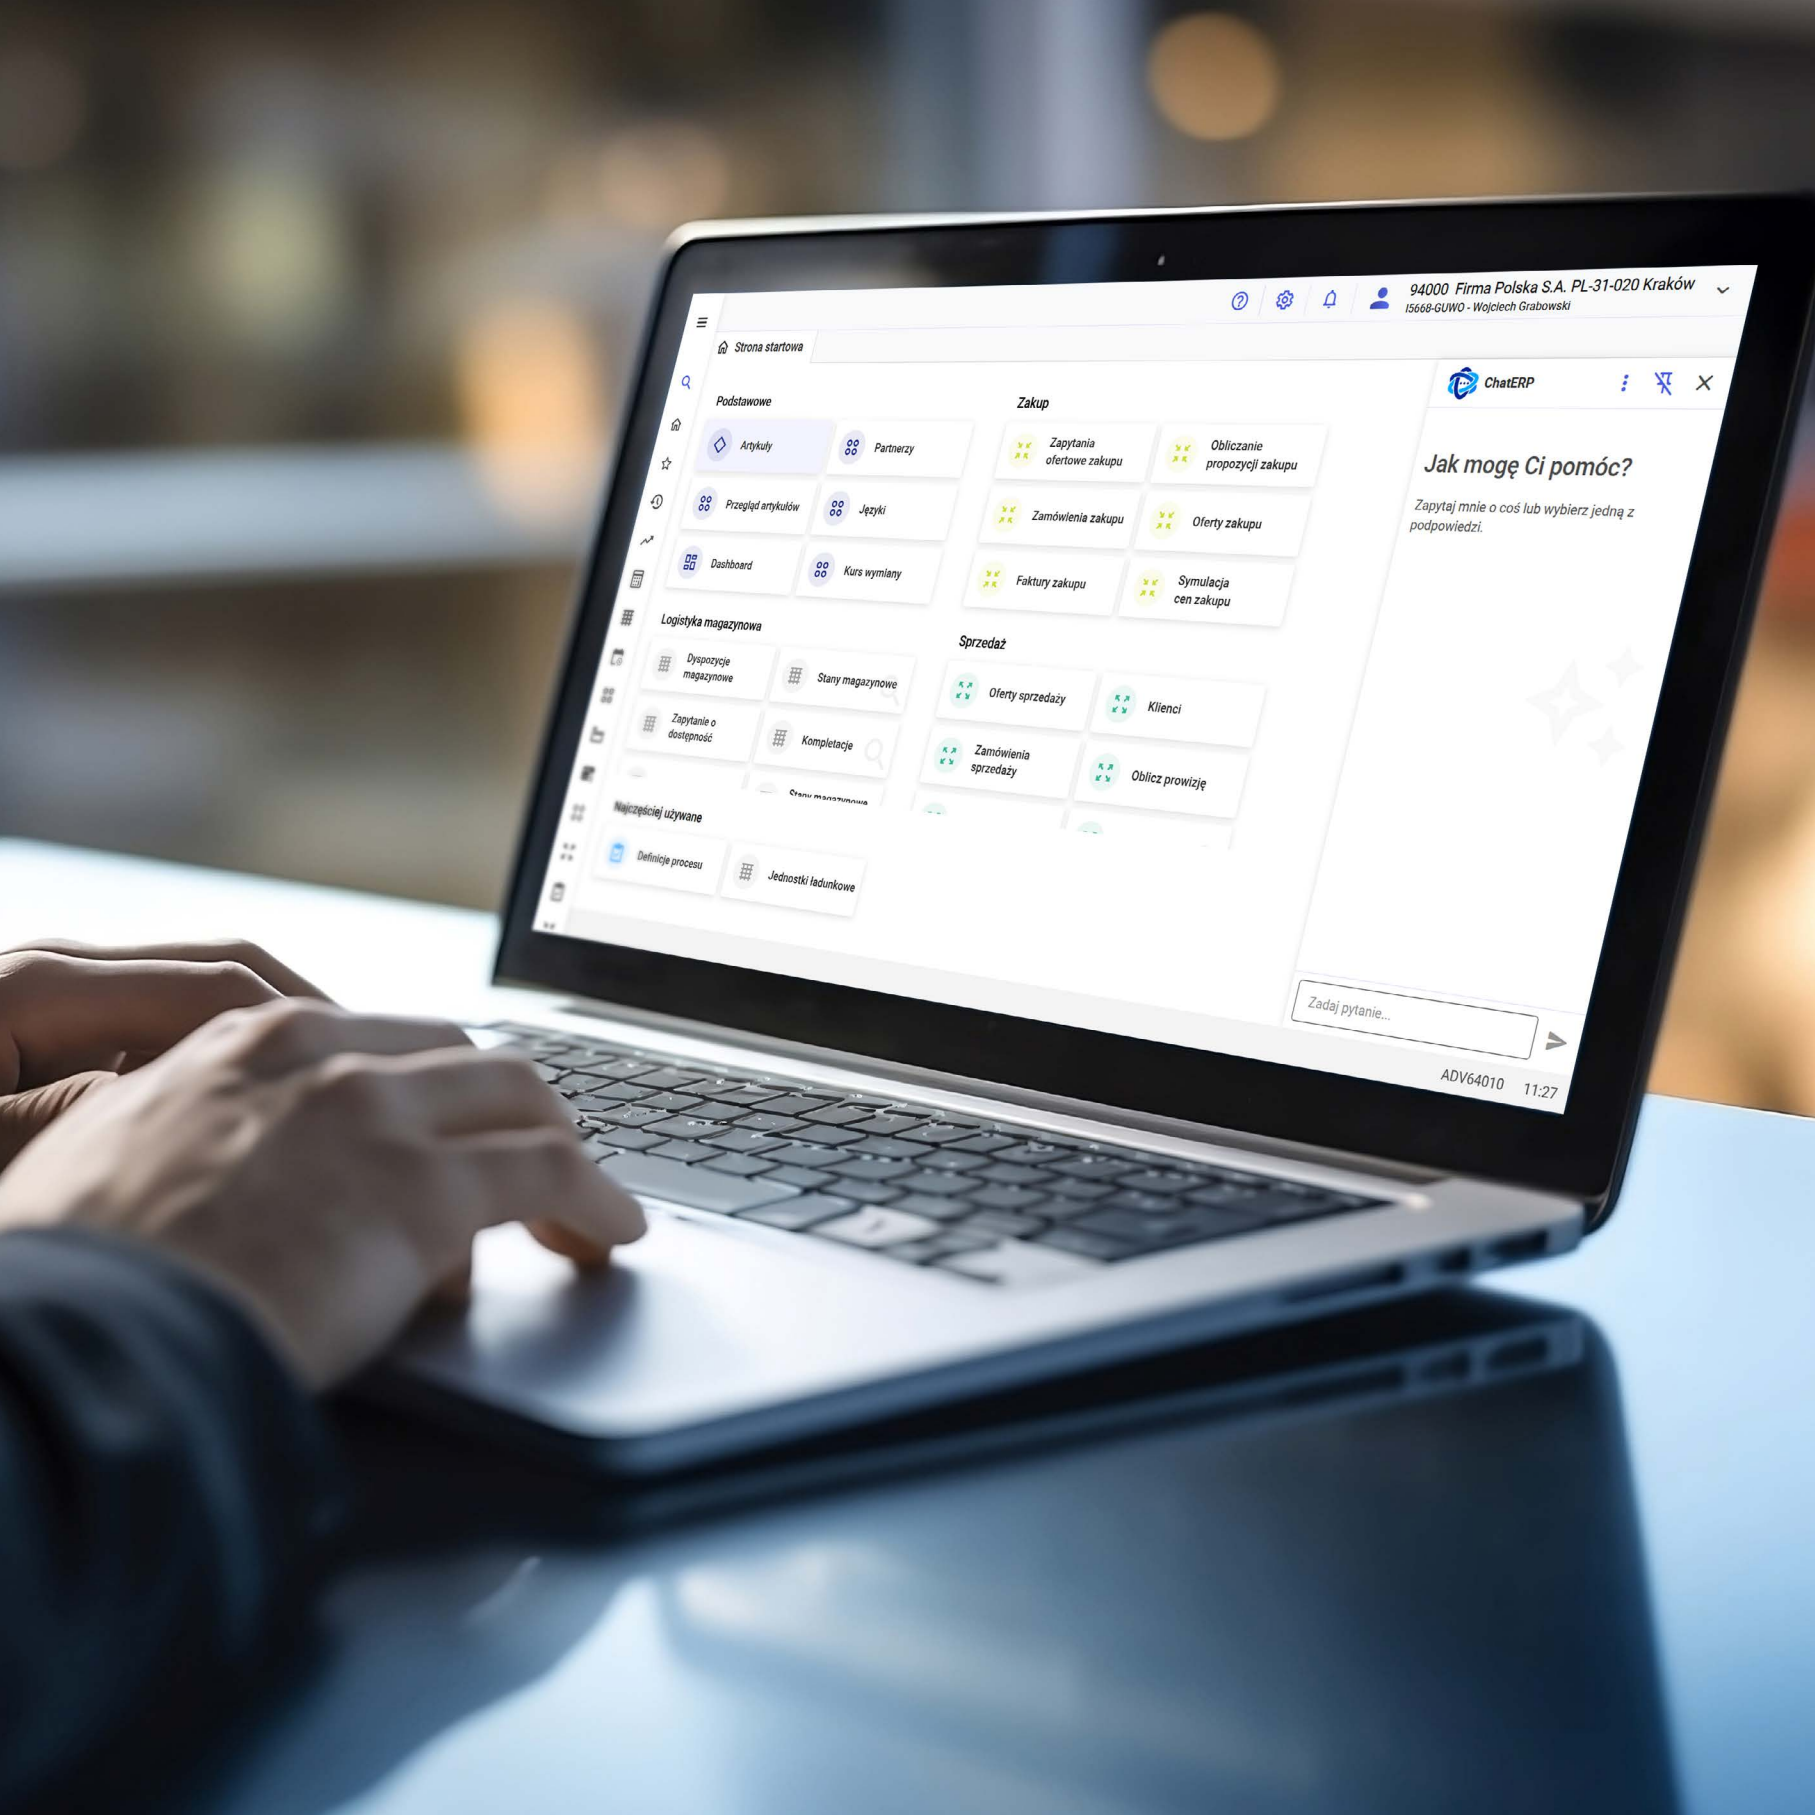 94000 Firma Polska S.A. PL-31-020 Kraków
I5668-GUWO - Wojciech Grabowski
Strona startowa
Podstawowe
Artykuły
Partnerzy
Przegląd artykułów
Języki
Dashboard
Kurs wymiany
Zakup
Zapytania
ofertowe zakupu
Obliczanie
propozycji zakupu
Zamówienia zakupu
Oferty zakupu
Faktury zakupu
Symulacja
cen zakupu
Logistyka magazynowa
Dyspozycje
magazynowe
Stany magazynowe
Zapytanie o
dostępność
Kompletacje
Stany magazynowe
Sprzedaż
Oferty sprzedaży
Klienci
Zamówienia
sprzedaży
Oblicz prowizję
Najczęściej używane
Definicje procesu
Jednostki ładunkowe
ChatERP
Jak mogę Ci pomóc?
Zapytaj mnie o coś lub wybierz jedną z
podpowiedzi.
Zadaj pytanie...
ADV64010 11:27